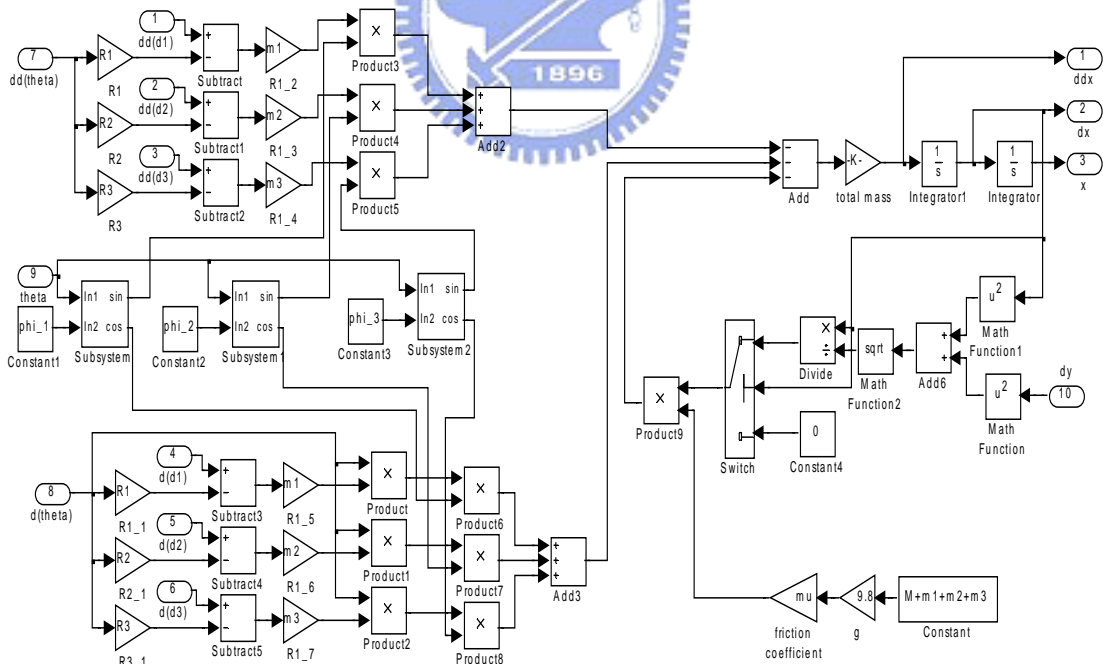 1
dd(d1)
7
dd(theta)
R1
R1
+
−
Subtract
m1
R1_2
×
Product3
2
dd(d2)
R2
R2
+
−
Subtract1
m2
R1_3
×
Product4
3
dd(d3)
R3
R3
+
−
Subtract2
m3
R1_4
×
Product5
1896
+
+
+
Add2
−
−
−
Add
-K-
total mass
1
s
Integrator1
1
s
Integrator
1
ddx
2
dx
3
x
9
theta
phi_1
Constant1
In1 sin
In2 cos
Subsystem
phi_2
Constant2
In1 sin
In2 cos
Subsystem1
phi_3
Constant3
In1 sin
In2 cos
Subsystem2
×
Product9
Switch
×
÷
Divide
0
Constant4
sqrt
Math
Function2
+
+
Add6
u2
Math
Function1
u2
Math
Function
dy
10
8
d(theta)
4
d(d1)
R1
R1_1
+
−
Subtract3
m1
R1_5
×
Product
×
Product6
5
d(d2)
R2
R2_1
+
−
Subtract4
m2
R1_6
×
Product1
×
Product7
6
d(d3)
R3
R3_1
+
−
Subtract5
m3
R1_7
×
Product2
×
Product8
+
+
+
Add3
mu
friction
coefficient
9.8
g
M+m1+m2+m3
Constant